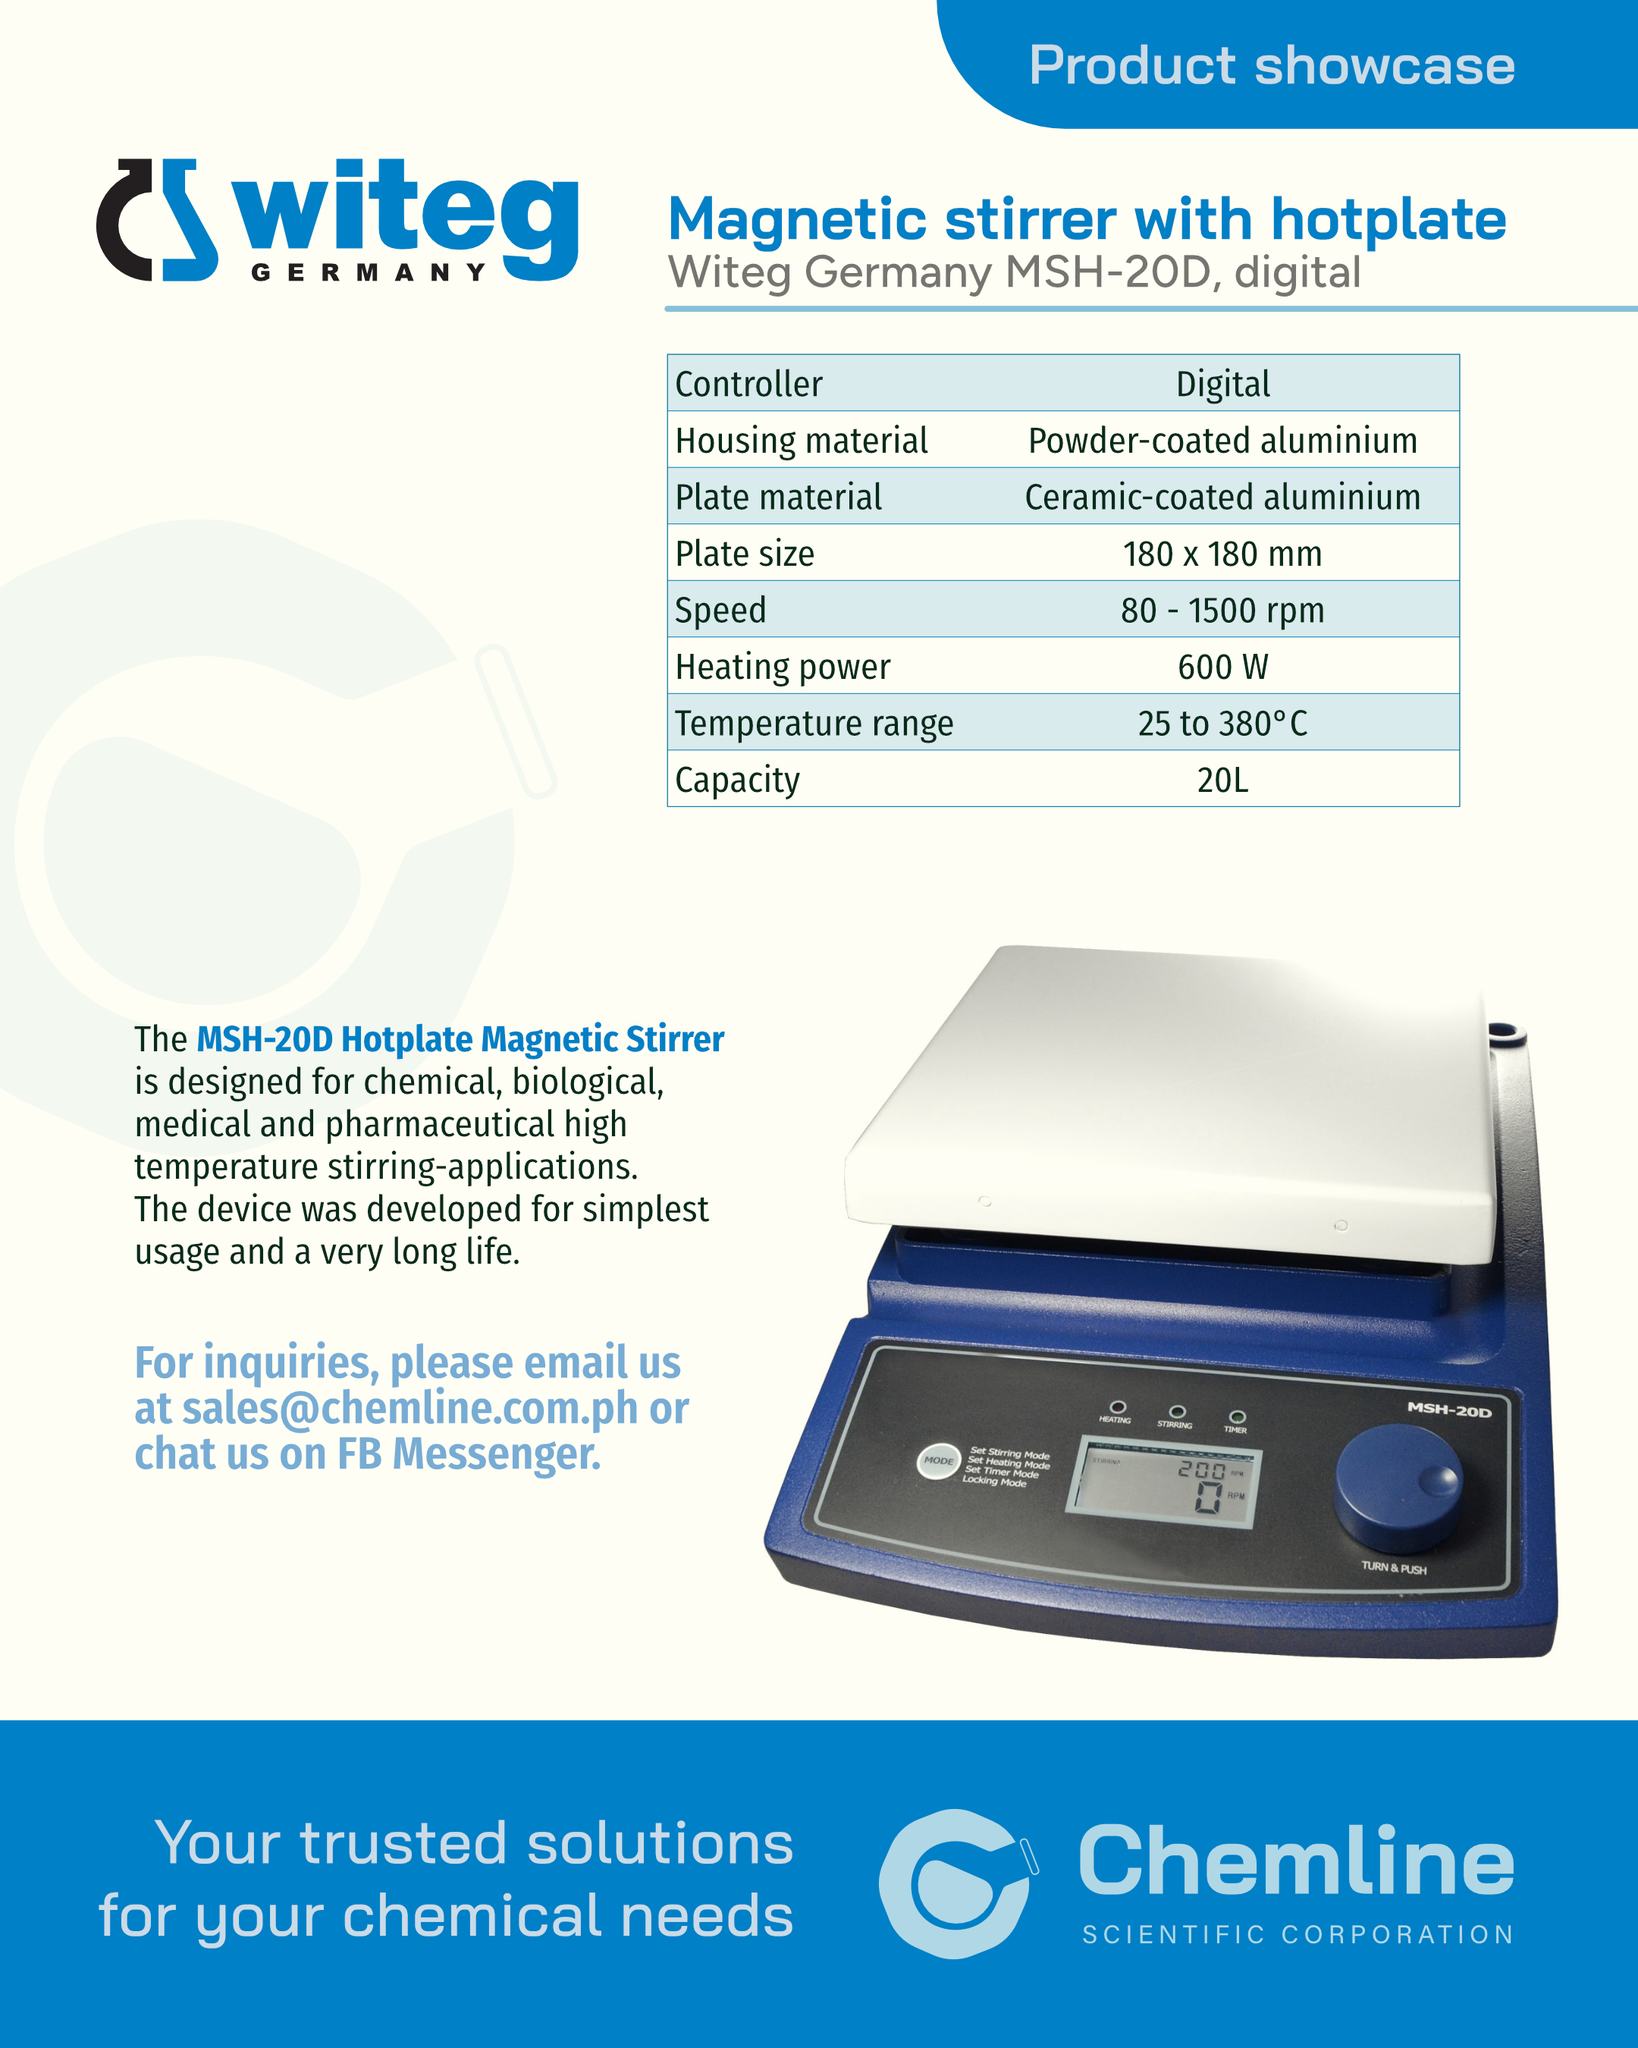 Product showcase
witeg
GERMANY
Magnetic stirrer with hotplate
Witeg Germany MSH-20D, digital
Controller Digital
Housing material Powder-coated aluminium
Plate material Ceramic-coated aluminium
Plate size 180 x 180 mm
Speed 80 - 1500 rpm
Heating power 600 W
Temperature range 25 to 380°C
Capacity 20L
The MSH-20D Hotplate Magnetic Stirrer
is designed for chemical, biological,
medical and pharmaceutical high
temperature stirring-applications.
The device was developed for simplest
usage and a very long life.
For inquiries, please email us
at sales@chemline.com.ph or
chat us on FB Messenger.
MSH-20D
HEATING STIRRING TIMER
MODE
Set Stirring Mode
Set Heating Mode
Set Timer Mode
Locking Mode
STIRRING 200 RPM
0 RPM
TURN & PUSH
Your trusted solutions
for your chemical needs
Chemline
SCIENTIFIC CORPORATION